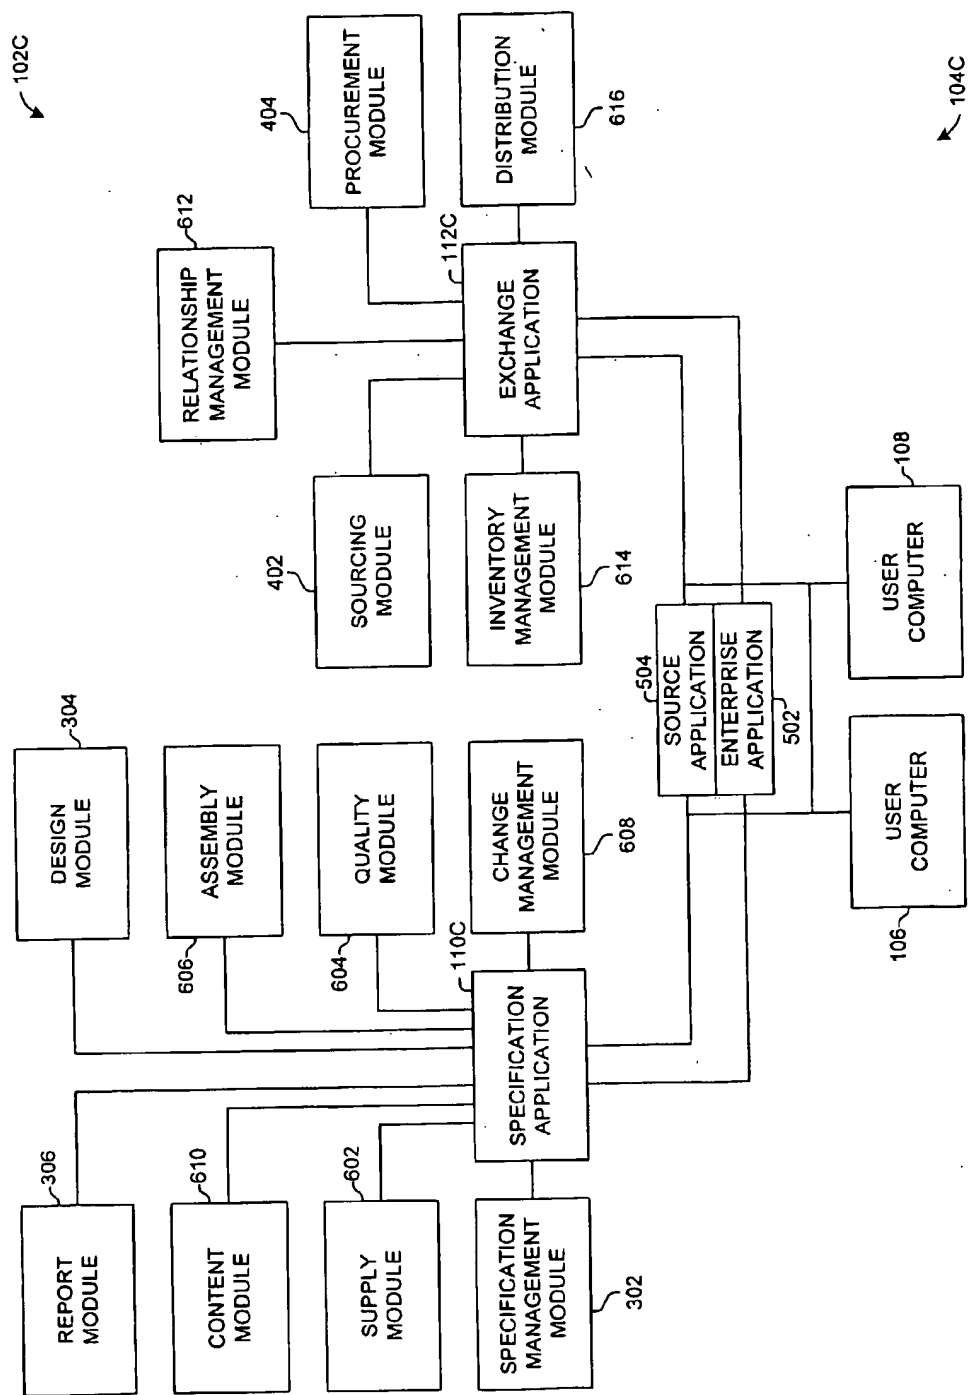 102C
306
REPORT
MODULE
304
DESIGN
MODULE
612
RELATIONSHIP
MANAGEMENT
MODULE
404
PROCUREMENT
MODULE
610
CONTENT
MODULE
606
ASSEMBLY
MODULE
402
SOURCING
MODULE
602
SUPPLY
MODULE
604
QUALITY
MODULE
110C
112C
SPECIFICATION
MANAGEMENT
MODULE
302
SPECIFICATION
APPLICATION
CHANGE
MANAGEMENT
MODULE
608
INVENTORY
MANAGEMENT
MODULE
614
EXCHANGE
APPLICATION
DISTRIBUTION
MODULE
616
504
SOURCE
APPLICATION
ENTERPRISE
APPLICATION
502
USER
COMPUTER
106
USER
COMPUTER
108
104C